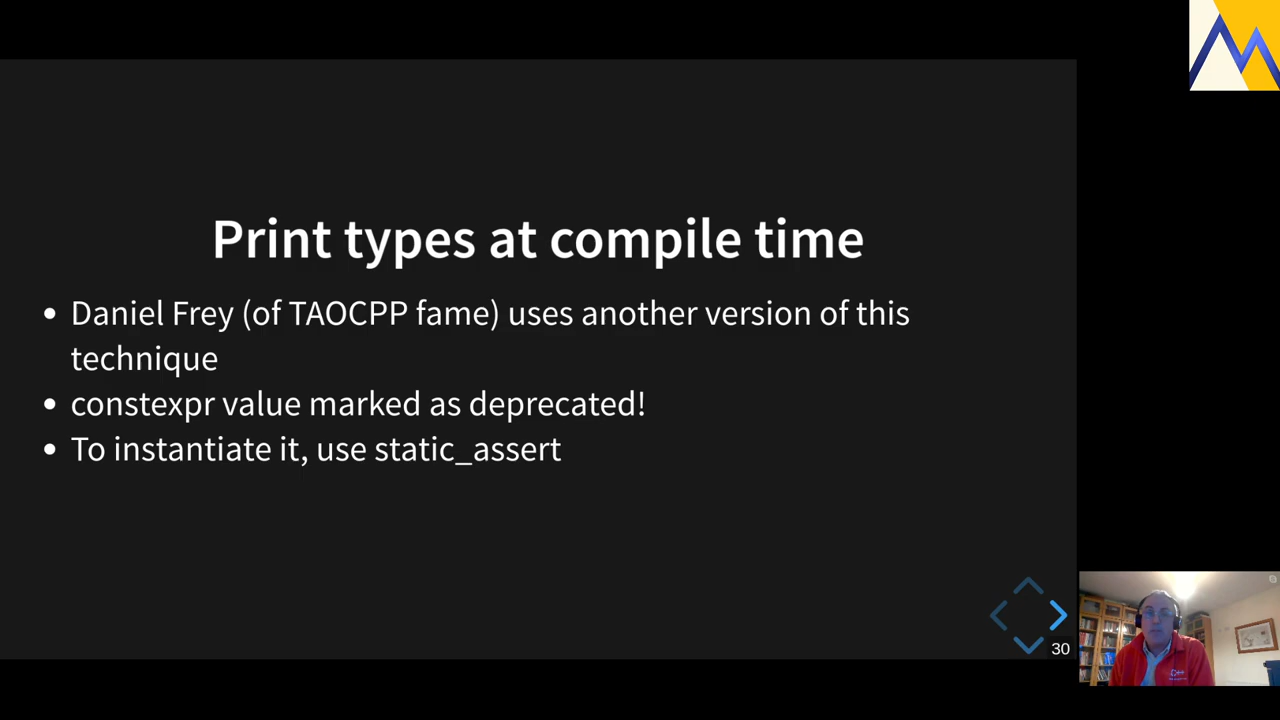 Print types at compile time
• Daniel Frey (of TAOCPP fame) uses another version of this
technique
• constexpr value marked as deprecated!
• To instantiate it, use static_assert
30
C++